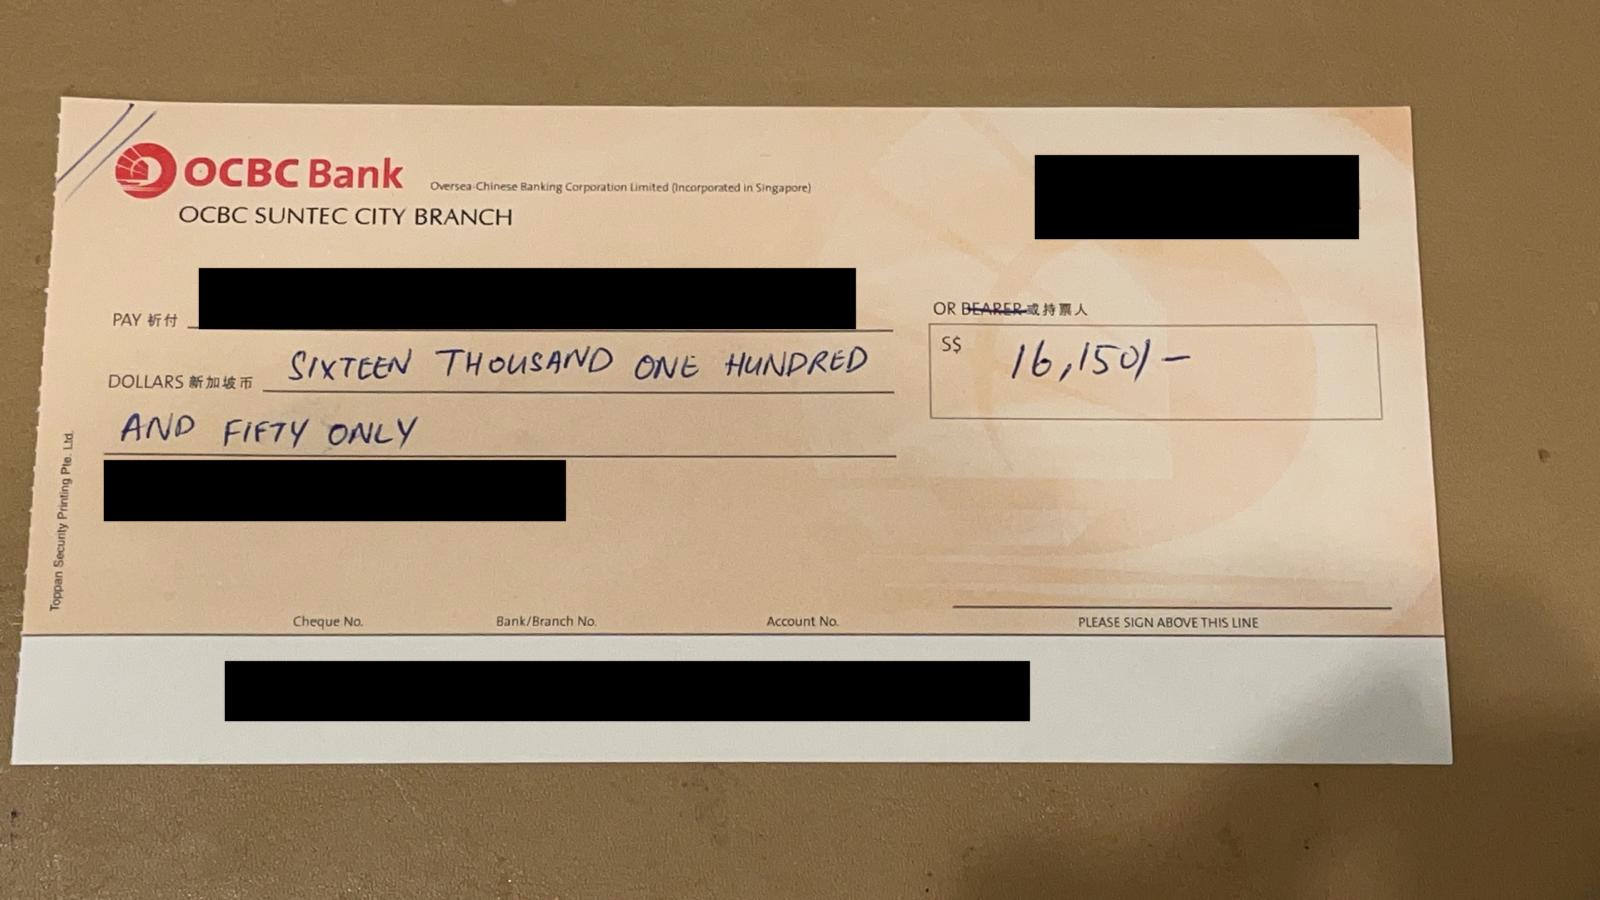 OCBC Bank
Oversea-Chinese Banking Corporation Limited (Incorporated in Singapore)
OCBC SUNTEC CITY BRANCH
PAY 祈付
OR BEARER 或持票人
DOLLARS 新加坡币 SIXTEEN THOUSAND ONE HUNDRED
S$ 16,150/-
AND FIFTY ONLY
Toppan Security Printing Pte. Ltd.
Cheque No. Bank/Branch No. Account No. PLEASE SIGN ABOVE THIS LINE